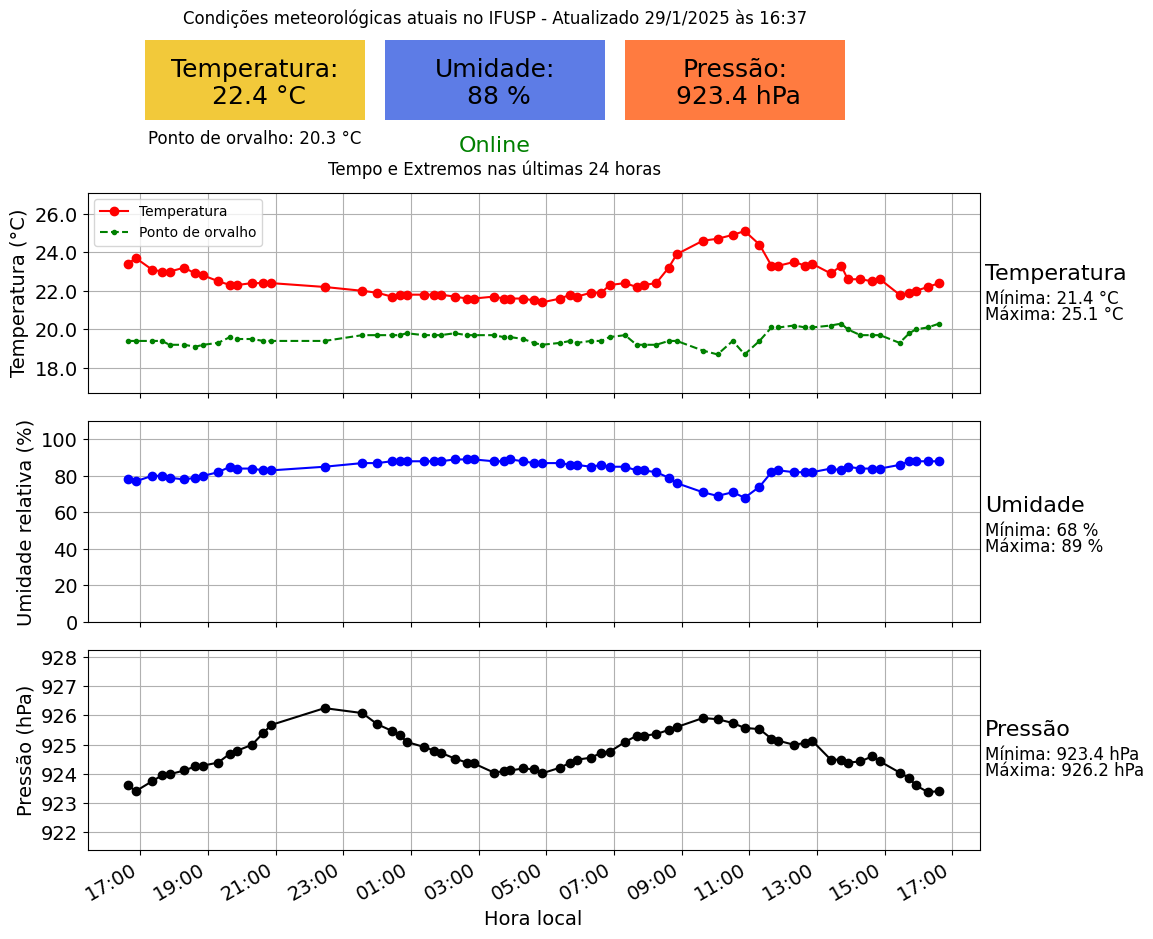 Condições meteorológicas atuais no IFUSP - Atualizado 29/1/2025 às 16:37
Temperatura:
22.4 °C
Umidade:
88 %
Pressão:
923.4 hPa
Ponto de orvalho: 20.3 °C
Online
Tempo e Extremos nas últimas 24 horas
Temperatura (°C)
26.0
24.0
22.0
20.0
18.0
Temperatura
Ponto de orvalho
Temperatura
Mínima: 21.4 °C
Máxima: 25.1 °C
Umidade relativa (%)
100
80
60
40
20
0
Umidade
Mínima: 68 %
Máxima: 89 %
Pressão (hPa)
928
927
926
925
924
923
922
Pressão
Mínima: 923.4 hPa
Máxima: 926.2 hPa
17:00 19:00 21:00 23:00 01:00 03:00 05:00 07:00 09:00 11:00 13:00 15:00 17:00
Hora local